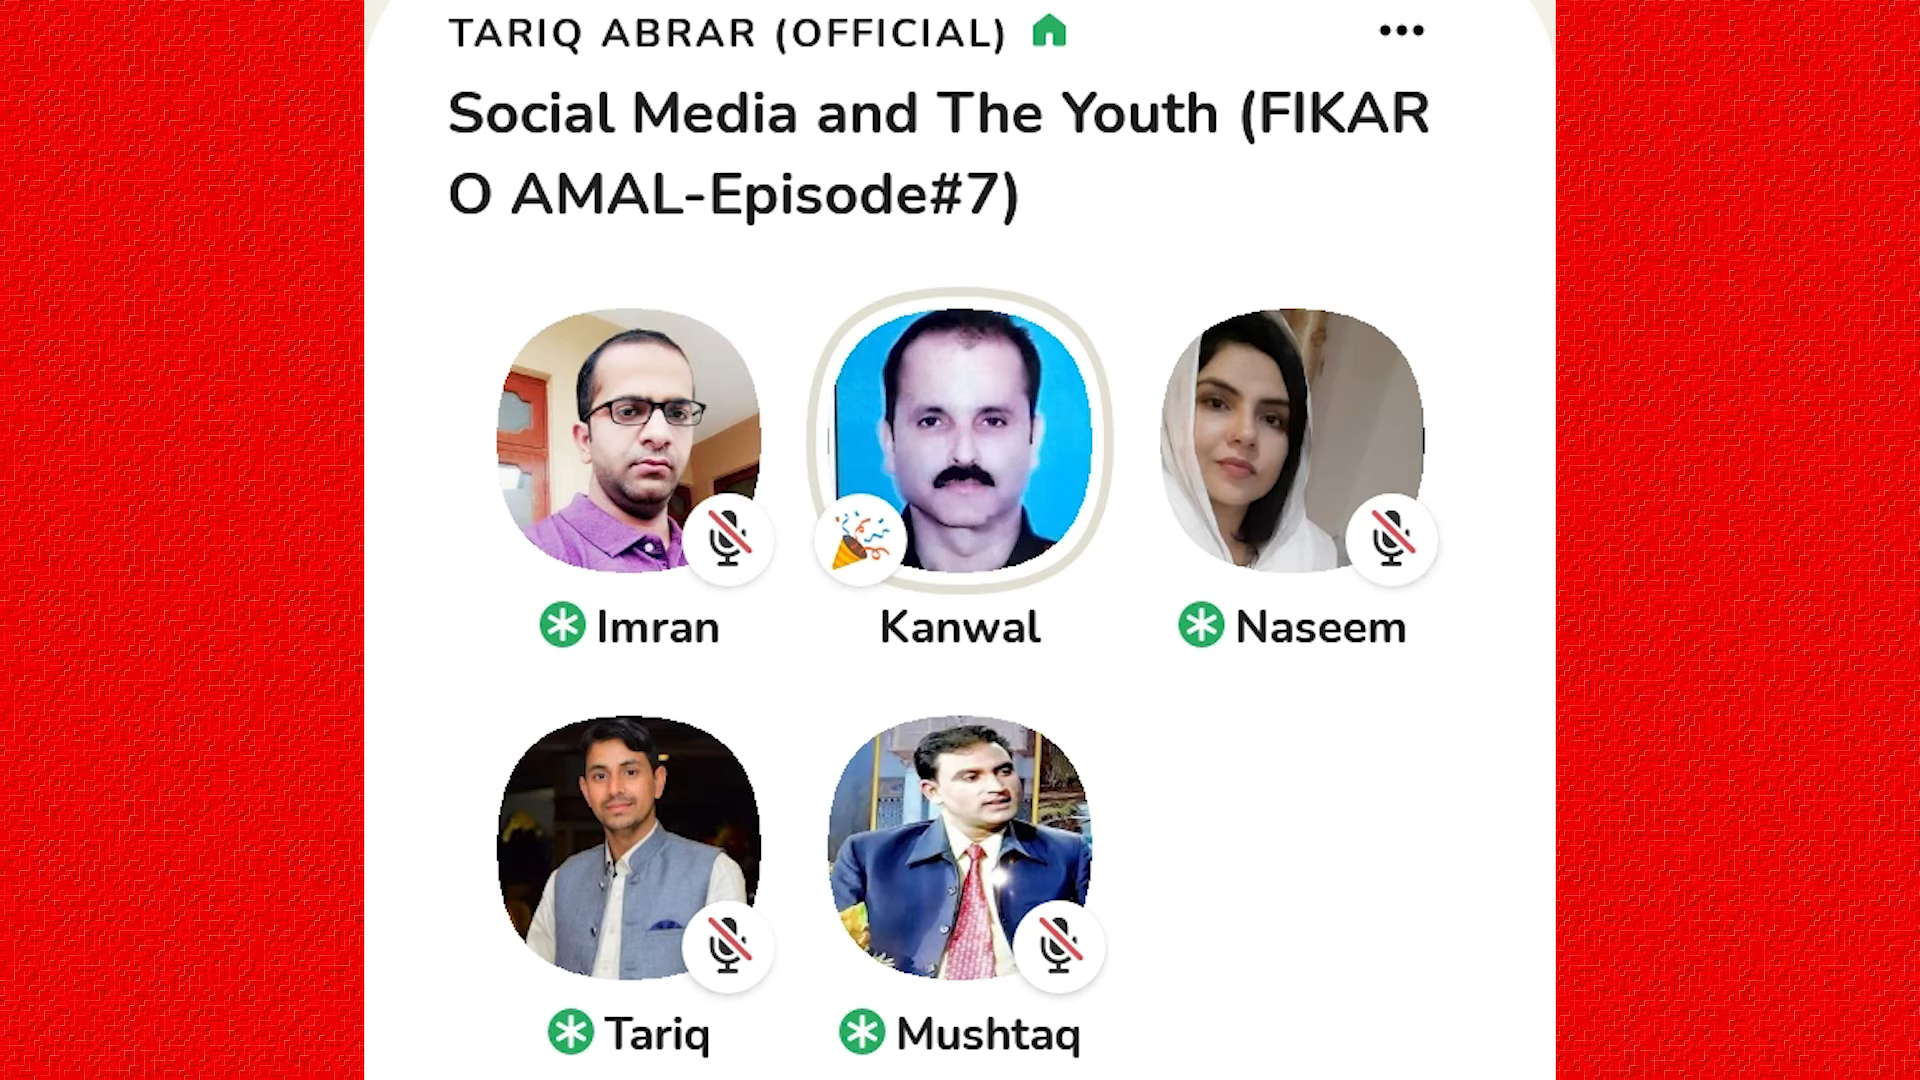 TARIQ ABRAR (OFFICIAL)
Social Media and The Youth (FIKAR
O AMAL-Episode#7)
Imran
Kanwal
Naseem
Tariq
Mushtaq